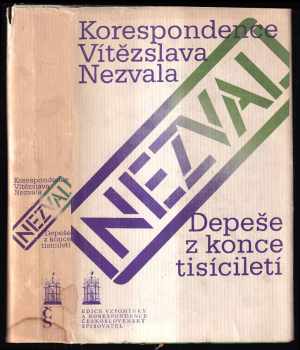 Korespondence
Vítězslava
Nezvala
NEZVAL
Depeše
z konce
tisíciletí
EDICE VZPOMÍNKY
A KORESPONDENCE
ČESKOSLOVENSKÝ
SPISOVATEL
Korespondence
Vítězslava
Nezvala
NEZVAL
Depeše
z konce
tisíciletí
Š